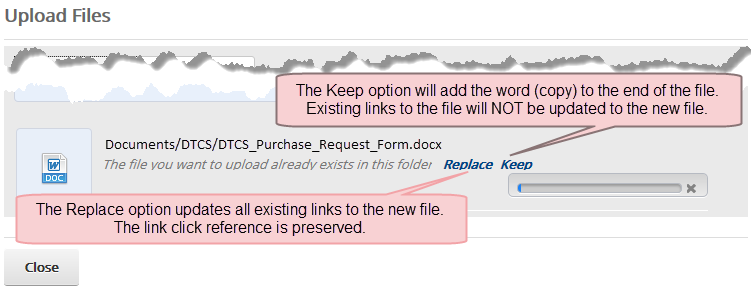 Upload Files
The Keep option will add the word (copy) to the end of the file.
Existing links to the file will NOT be updated to the new file.
Documents/DTCS/DTCS_Purchase_Request_Form.docx
The file you want to upload already exists in this folder Replace Keep
DOC
The Replace option updates all existing links to the new file.
The link click reference is preserved.
Close